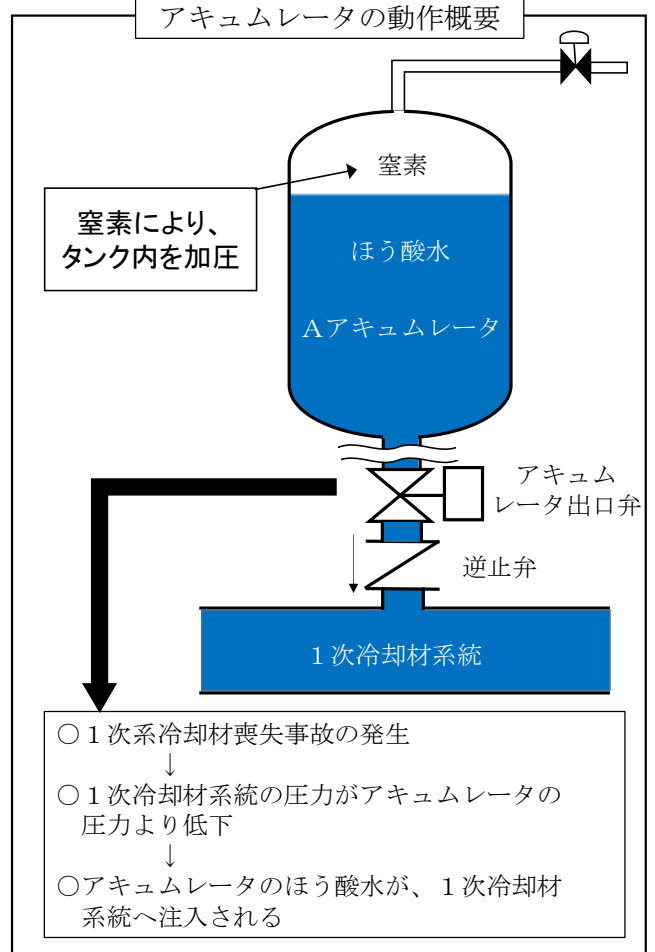 アキュムレータの動作概要
窒素
窒素により、
タンク内を加圧
ほう酸水
Aアキュムレータ
アキュム
レータ出口弁
逆止弁
1次冷却材系統
○1次系冷却材喪失事故の発生
↓
○1次冷却材系統の圧力がアキュムレータの
圧力より低下
↓
○アキュムレータのほう酸水が、1次冷却材
系統へ注入される